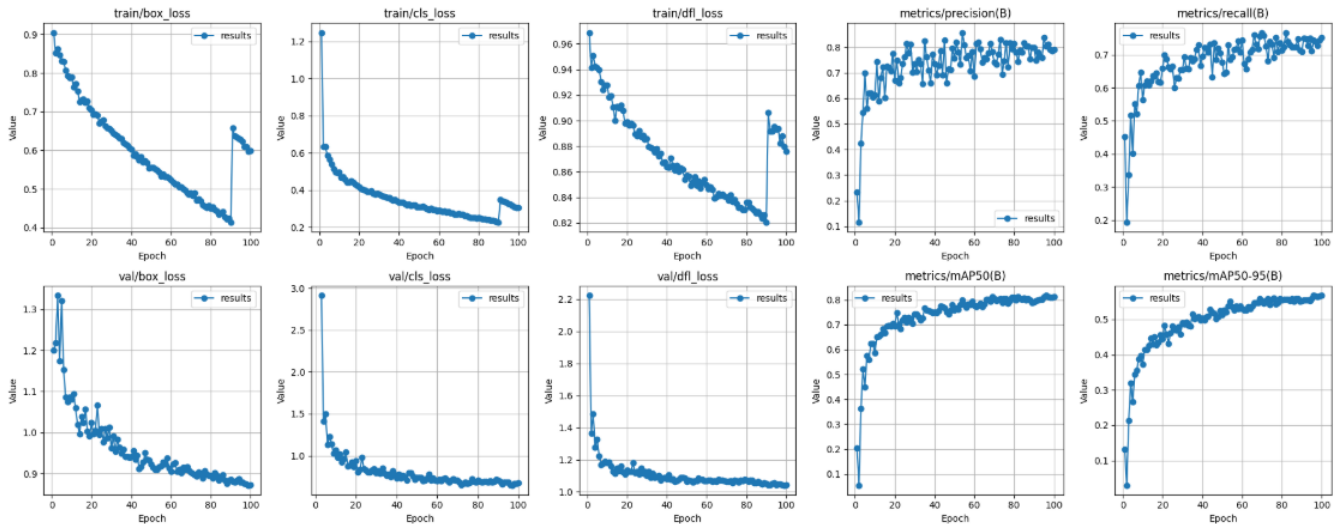 train/box_loss
results
0.9
0.8
0.7
0.6
0.5
0.4
Value
0 20 40 60 80 100
Epoch
train/cls_loss
results
1.2
1.0
0.8
0.6
0.4
0.2
Value
0 20 40 60 80 100
Epoch
train/dfl_loss
results
0.96
0.94
0.92
0.90
0.88
0.86
0.84
0.82
Value
0 20 40 60 80 100
Epoch
metrics/precision(B)
results
0.8
0.7
0.6
0.5
0.4
0.3
0.2
0.1
Value
0 20 40 60 80 100
Epoch
metrics/recall(B)
results
0.7
0.6
0.5
0.4
0.3
0.2
Value
0 20 40 60 80 100
Epoch
val/box_loss
results
1.3
1.2
1.1
1.0
0.9
Value
0 20 40 60 80 100
Epoch
val/cls_loss
results
3.0
2.5
2.0
1.5
1.0
Value
0 20 40 60 80 100
Epoch
val/dfl_loss
results
2.2
2.0
1.8
1.6
1.4
1.2
1.0
Value
0 20 40 60 80 100
Epoch
metrics/mAP50(B)
results
0.8
0.7
0.6
0.5
0.4
0.3
0.2
0.1
Value
0 20 40 60 80 100
Epoch
metrics/mAP50-95(B)
results
0.5
0.4
0.3
0.2
0.1
Value
0 20 40 60 80 100
Epoch